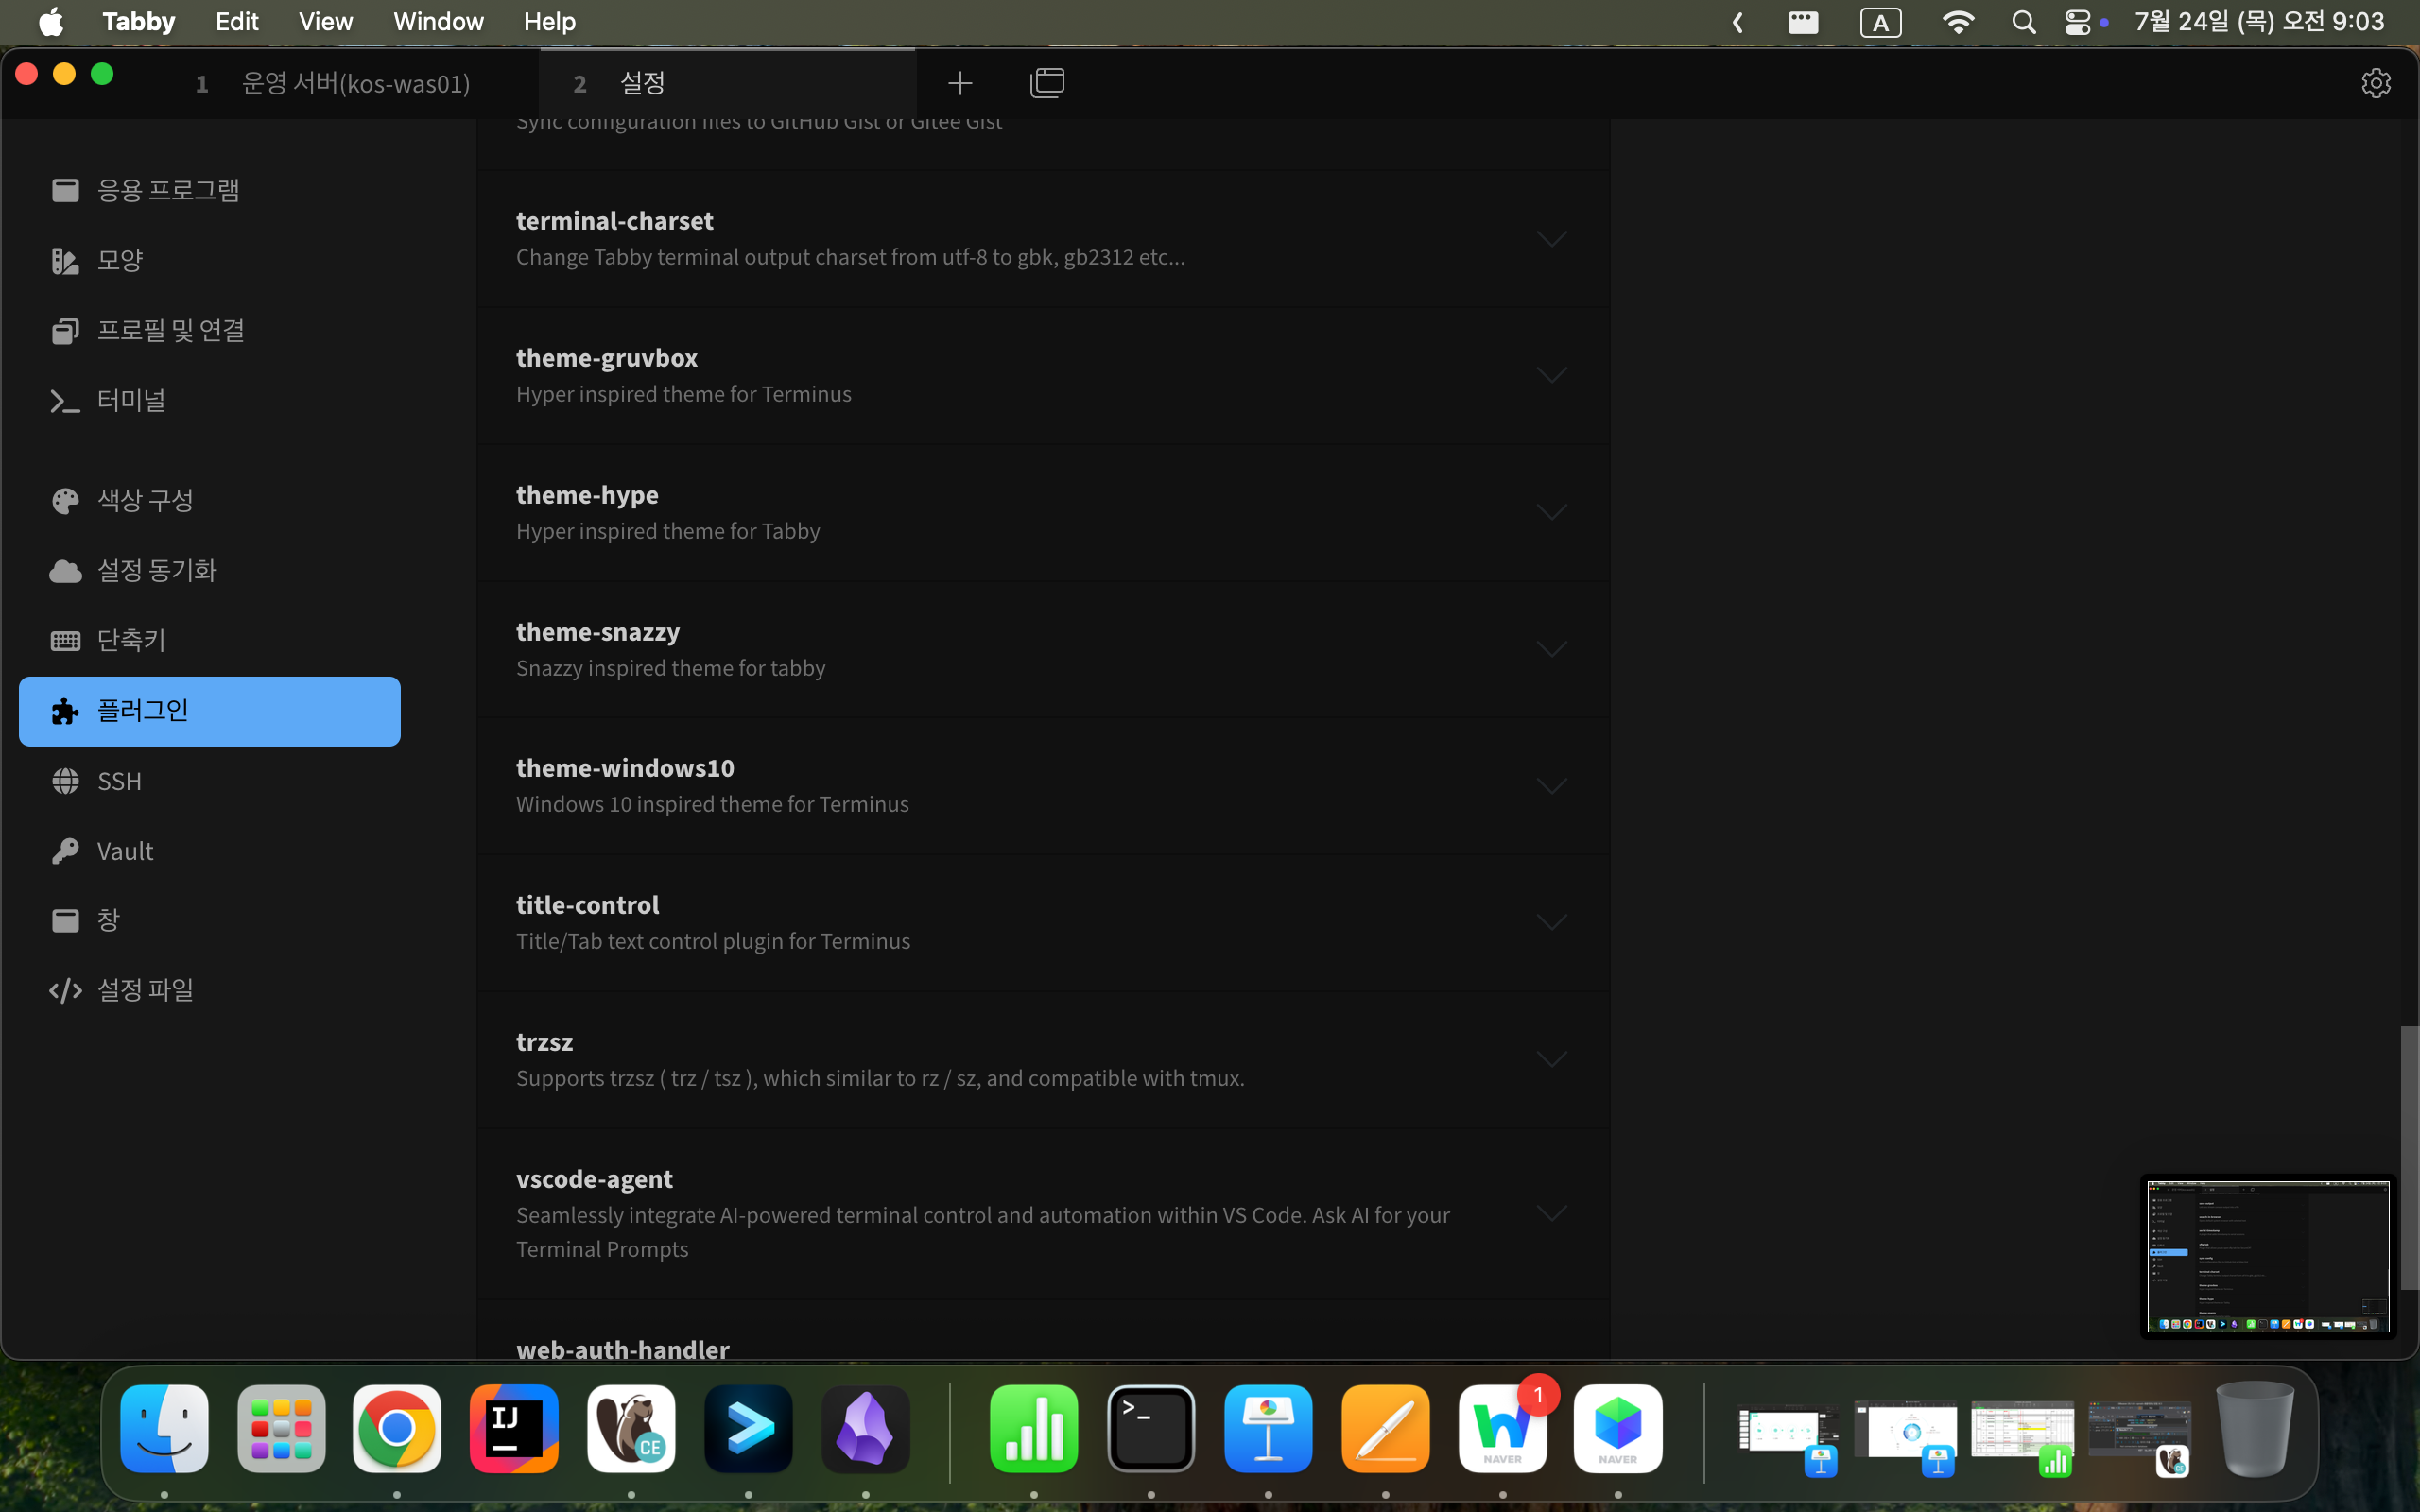 Tabby Edit View Window Help
A 7월 24일 (목) 오전 9:03
1 운영 서버(kos-was01) 2 설정
Sync configuration files to GitHub Gist or Gitee Gist
응용 프로그램
모양
프로필 및 연결
터미널
색상 구성
설정 동기화
단축키
플러그인
SSH
Vault
창
설정 파일
terminal-charset
Change Tabby terminal output charset from utf-8 to gbk, gb2312 etc...
theme-gruvbox
Hyper inspired theme for Terminus
theme-hype
Hyper inspired theme for Tabby
theme-snazzy
Snazzy inspired theme for tabby
theme-windows10
Windows 10 inspired theme for Terminus
title-control
Title/Tab text control plugin for Terminus
trzsz
Supports trzsz ( trz / tsz ), which similar to rz / sz, and compatible with tmux.
vscode-agent
Seamlessly integrate AI-powered terminal control and automation within VS Code. Ask AI for your
Terminal Prompts
web-auth-handler
IJ
CE
1
NAVER
NAVER